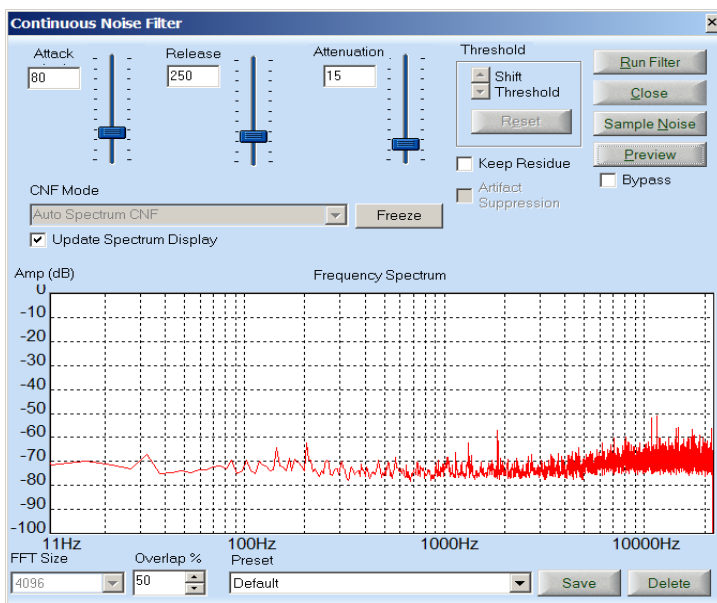 Continuous Noise Filter
Attack
80
Release
250
Attenuation
15
Threshold
Shift
Threshold
Reset
Keep Residue
Artifact
Suppression
Run Filter
Close
Sample Noise
Preview
Bypass
CNF Mode
Auto Spectrum CNF
Freeze
Update Spectrum Display
Amp (dB)
Frequency Spectrum
0
-10
-20
-30
-40
-50
-60
-70
-80
-90
-100
11Hz 100Hz 1000Hz 10000Hz
FFT Size
4096
Overlap %
50
Preset
Default
Save
Delete